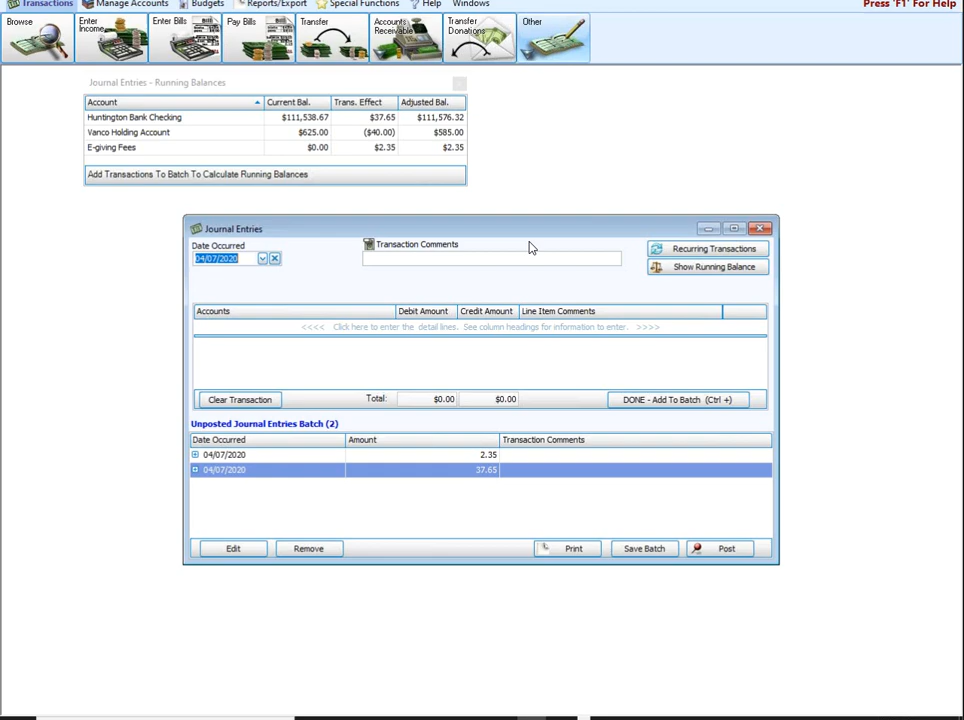 Transactions Manage Accounts Budgets Reports/Export Special Functions Help Windows Press 'F1' For Help
Browse Enter Income Enter Bills Pay Bills Transfer Accounts Receivable Transfer Donations Other
Journal Entries - Running Balances
Account Current Bal. Trans. Effect Adjusted Bal.
Huntington Bank Checking $111,538.67 $37.65 $111,576.32
Vanco Holding Account $625.00 ($40.00) $585.00
E-giving Fees $0.00 $2.35 $2.35
Add Transactions To Batch To Calculate Running Balances
Journal Entries
Date Occurred Transaction Comments Recurring Transactions
04/07/2020 Show Running Balance
Accounts Debit Amount Credit Amount Line Item Comments
<<<< Click here to enter the detail lines. See column headings for information to enter. >>>>
Clear Transaction Total: $0.00 $0.00 DONE - Add To Batch (Ctrl +)
Unposted Journal Entries Batch (2)
Date Occurred Amount Transaction Comments
04/07/2020 2.35
04/07/2020 37.65
Edit Remove Print Save Batch Post